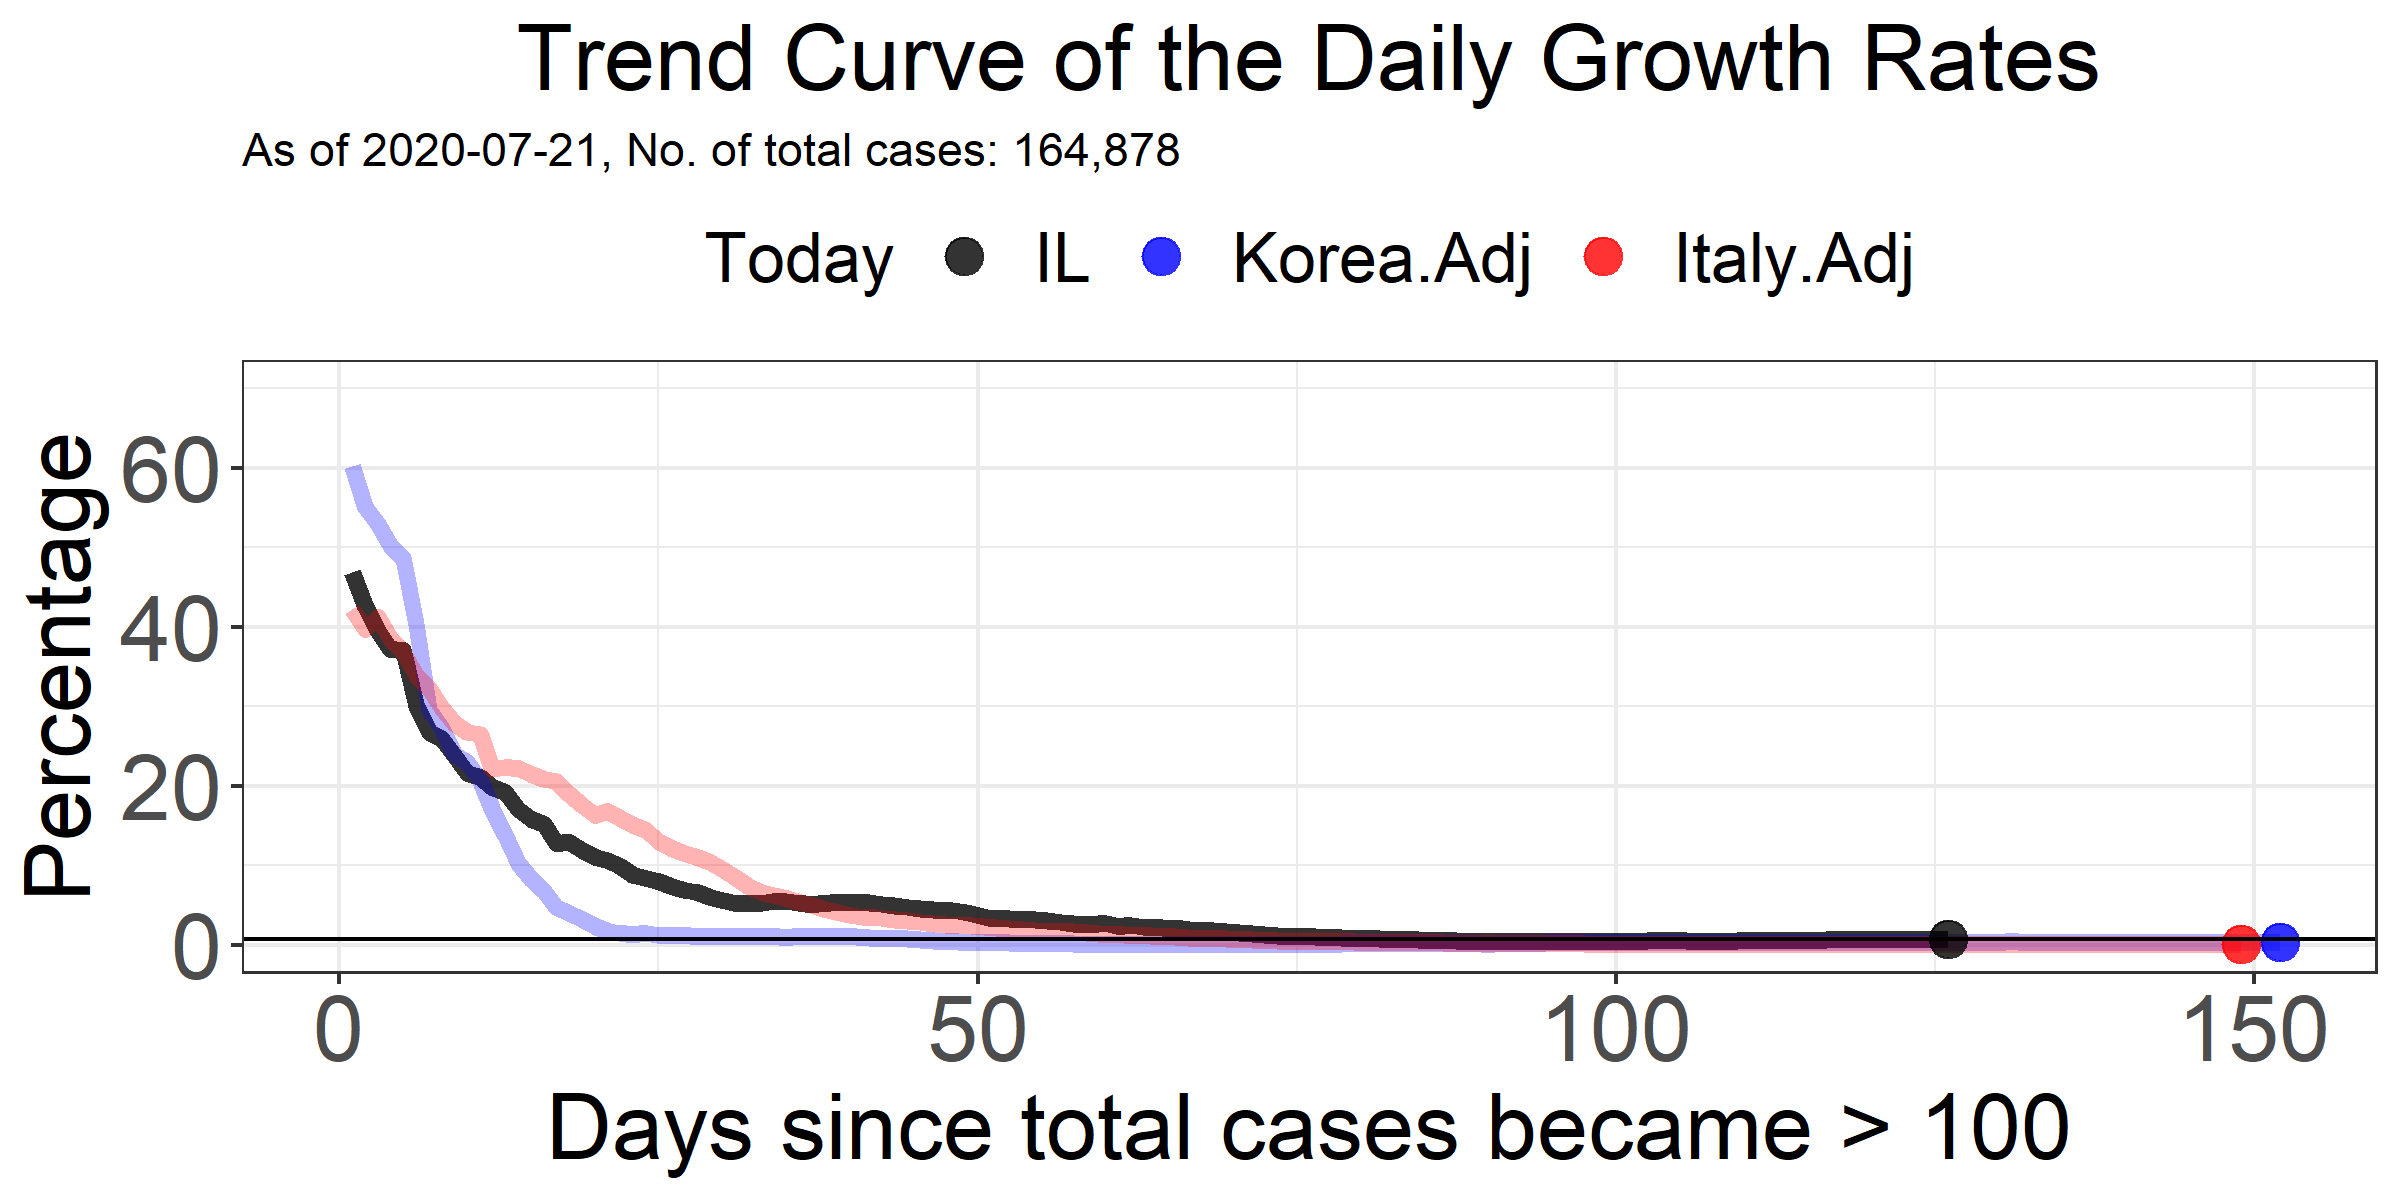 Trend Curve of the Daily Growth Rates
As of 2020-07-21, No. of total cases: 164,878
Today IL Korea.Adj Italy.Adj
Percentage
60
40
20
0
0 50 100 150
Days since total cases became > 100